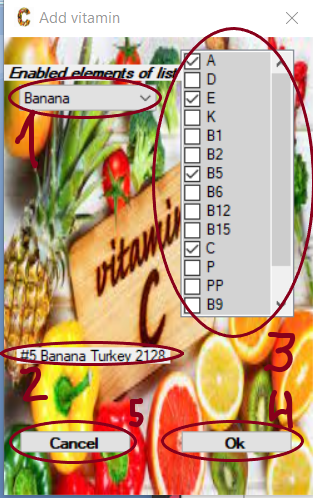 Add vitamin
Enabled elements of list
Banana
1
A
D
E
K
B1
B2
B5
B6
B12
B15
C
P
PP
B9
vitamin
C
#5 Banana Turkey 2128
2
3
5
4
Cancel
Ok